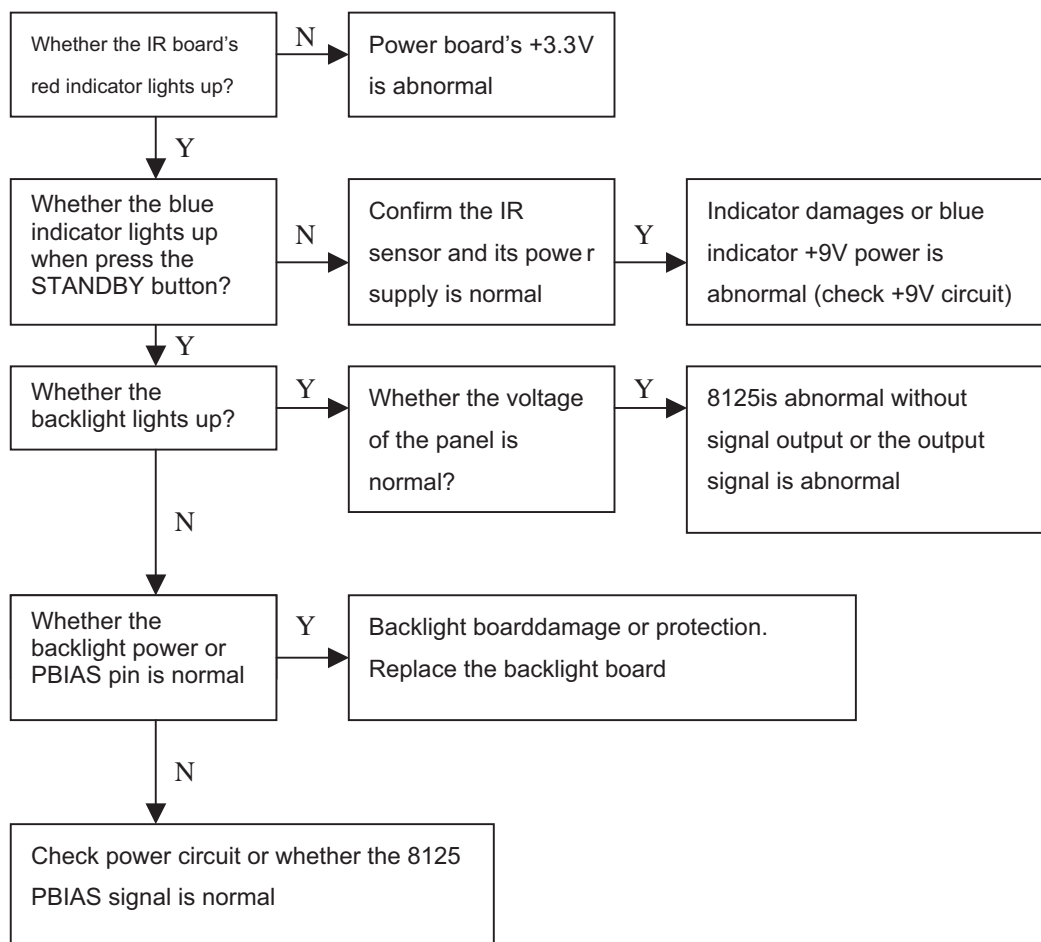 Whether the IR board's
red indicator lights up?
N
Power board's +3.3V
is abnormal
Y
Whether the blue
indicator lights up
when press the
STANDBY button?
N
Confirm the IR
sensor and its power
supply is normal
Y
Indicator damages or blue
indicator +9V power is
abnormal (check +9V circuit)
Y
Whether the
backlight lights up?
Y
Whether the voltage
of the panel is
normal?
Y
8125is abnormal without
signal output or the output
signal is abnormal
N
Whether the
backlight power or
PBIAS pin is normal
Y
Backlight boarddamage or protection.
Replace the backlight board
N
Check power circuit or whether the 8125
PBIAS signal is normal